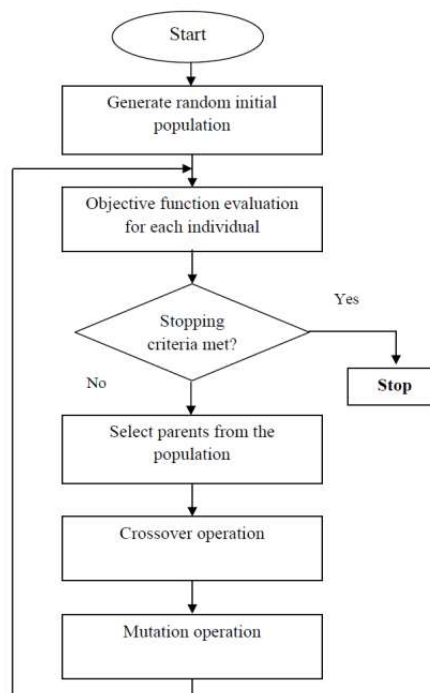 Start
Generate random initial
population
Objective function evaluation
for each individual
Stopping
criteria met?
Yes
No
Stop
Select parents from the
population
Crossover operation
Mutation operation